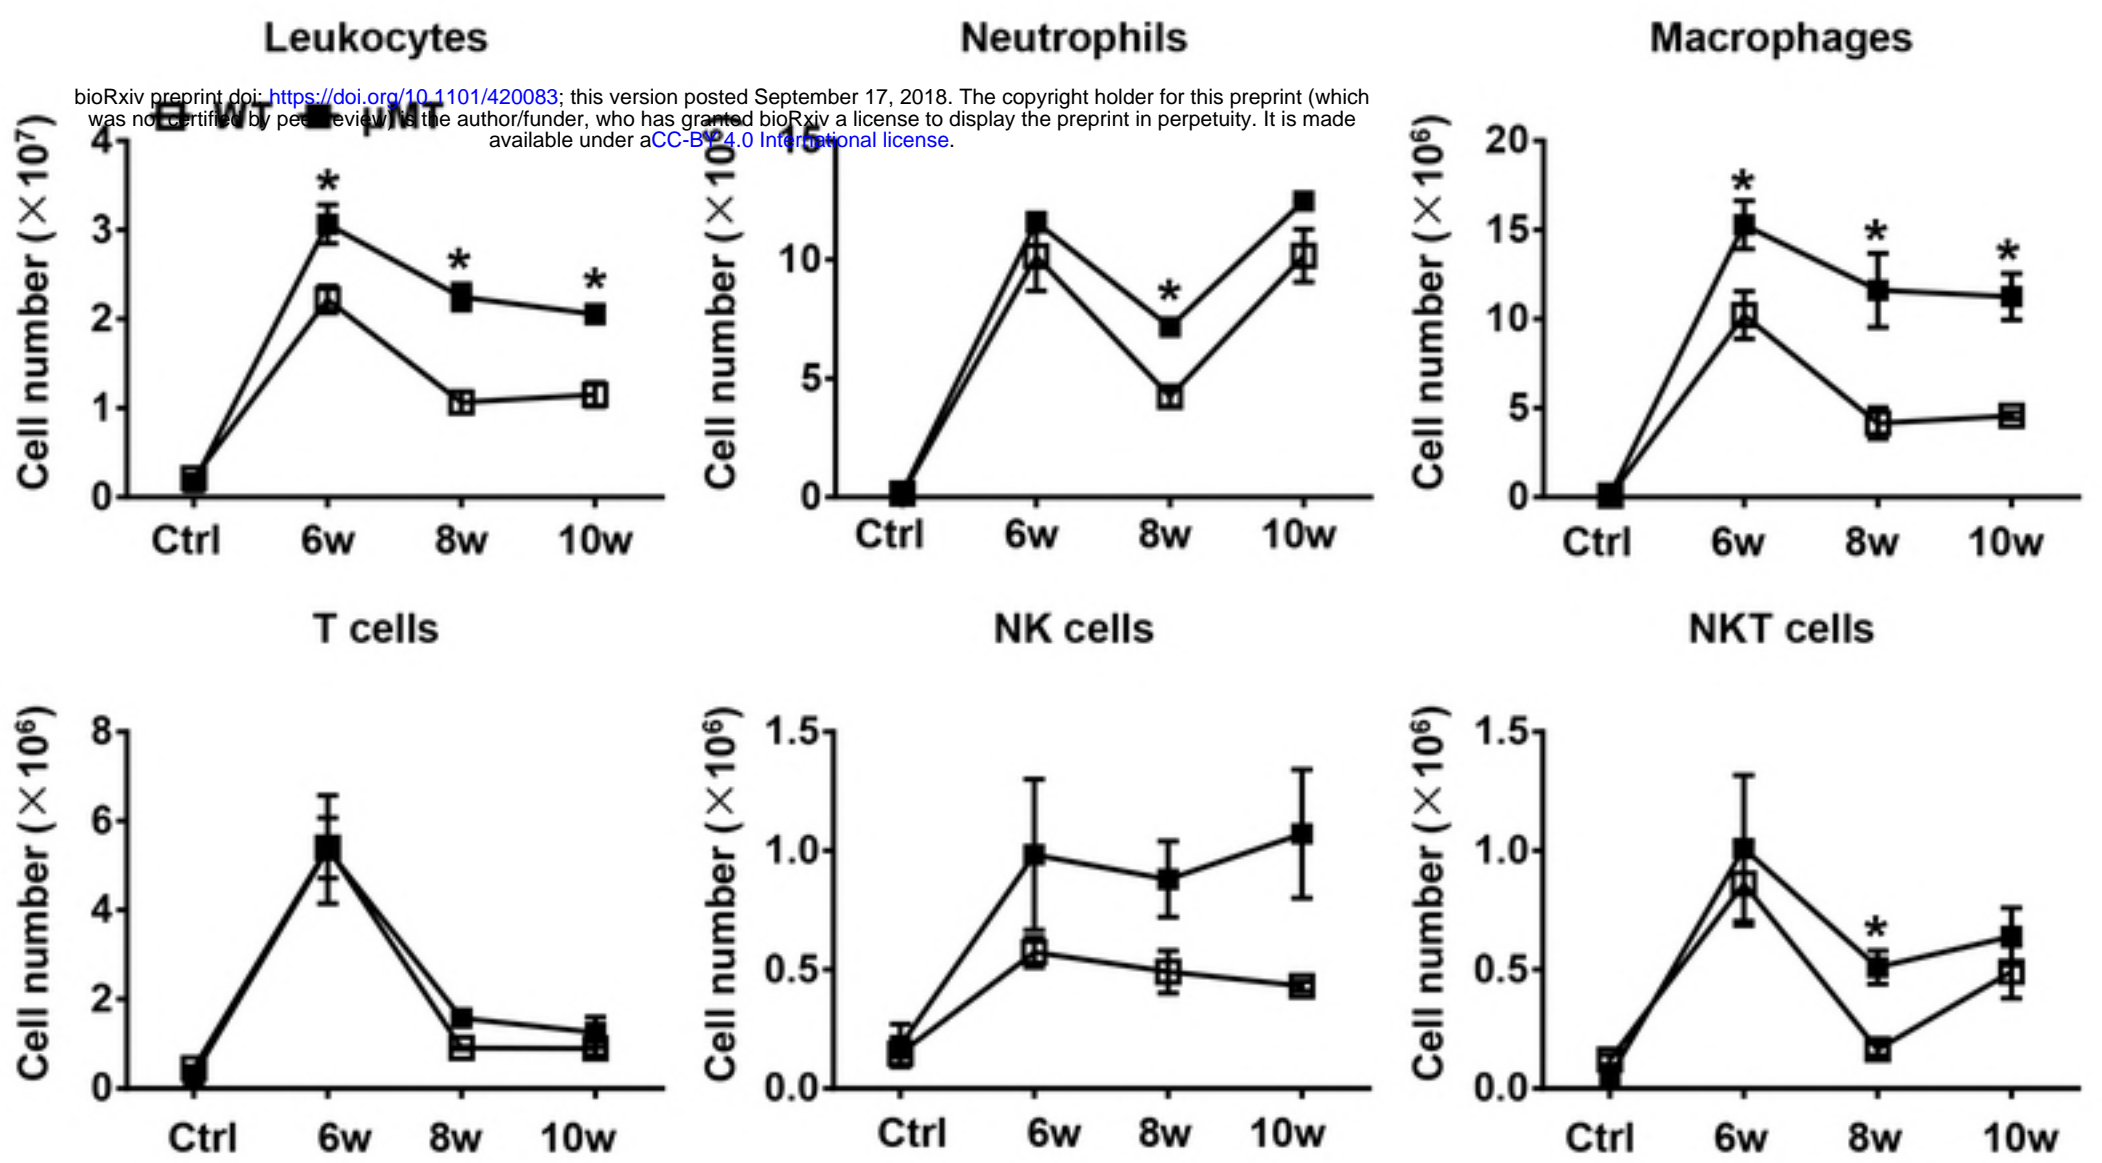 Leukocytes
Neutrophils
Macrophages
bioRxiv preprint doi: https://doi.org/10.1101/420083; this version posted September 17, 2018. The copyright holder for this preprint (which
was not certified by peer review) is the author/funder, who has granted bioRxiv a license to display the preprint in perpetuity. It is made
available under aCC-BY 4.0 International license.
WT μMT
Cell number (×10⁷)
4
3
2
1
0
* * *
Ctrl 6w 8w 10w
Cell number (×10⁶)
15
10
5
0
*
Ctrl 6w 8w 10w
Cell number (×10⁶)
20
15
10
5
0
* * *
Ctrl 6w 8w 10w
T cells
NK cells
NKT cells
Cell number (×10⁶)
8
6
4
2
0
Ctrl 6w 8w 10w
Cell number (×10⁶)
1.5
1.0
0.5
0.0
Ctrl 6w 8w 10w
Cell number (×10⁶)
1.5
1.0
0.5
0.0
*
Ctrl 6w 8w 10w